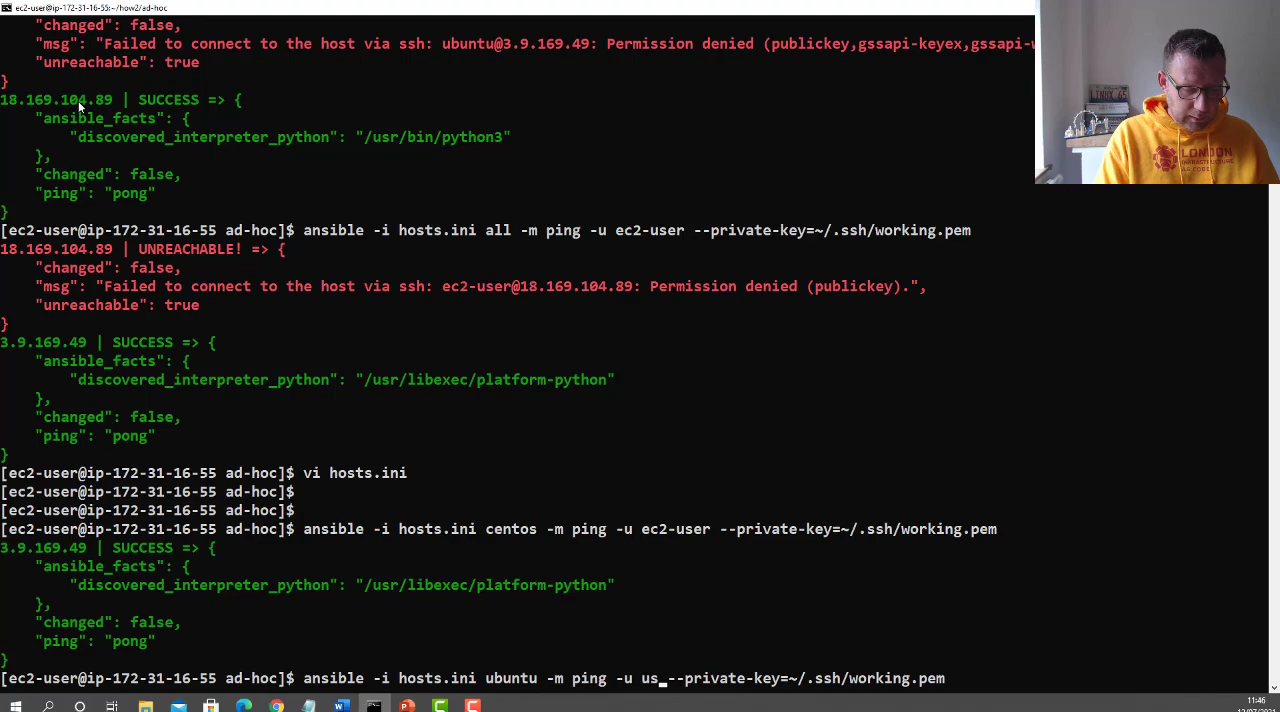 ec2-user@ip-172-31-16-55:~/how2/ad-hoc
"changed": false,
"msg": "Failed to connect to the host via ssh: ubuntu@3.9.169.49: Permission denied (publickey,gssapi-keyex,gssapi-w
"unreachable": true
}
18.169.104.89 | SUCCESS => {
"ansible_facts": {
"discovered_interpreter_python": "/usr/bin/python3"
},
"changed": false,
"ping": "pong"
}
[ec2-user@ip-172-31-16-55 ad-hoc]$ ansible -i hosts.ini all -m ping -u ec2-user --private-key=~/.ssh/working.pem
18.169.104.89 | UNREACHABLE! => {
"changed": false,
"msg": "Failed to connect to the host via ssh: ec2-user@18.169.104.89: Permission denied (publickey).",
"unreachable": true
}
3.9.169.49 | SUCCESS => {
"ansible_facts": {
"discovered_interpreter_python": "/usr/libexec/platform-python"
},
"changed": false,
"ping": "pong"
}
[ec2-user@ip-172-31-16-55 ad-hoc]$ vi hosts.ini
[ec2-user@ip-172-31-16-55 ad-hoc]$
[ec2-user@ip-172-31-16-55 ad-hoc]$
[ec2-user@ip-172-31-16-55 ad-hoc]$ ansible -i hosts.ini centos -m ping -u ec2-user --private-key=~/.ssh/working.pem
3.9.169.49 | SUCCESS => {
"ansible_facts": {
"discovered_interpreter_python": "/usr/libexec/platform-python"
},
"changed": false,
"ping": "pong"
}
[ec2-user@ip-172-31-16-55 ad-hoc]$ ansible -i hosts.ini ubuntu -m ping -u us --private-key=~/.ssh/working.pem
LINUX 65
LONDON
INFRASTRUCTURE
AS CODE
11:46
12/07/2021